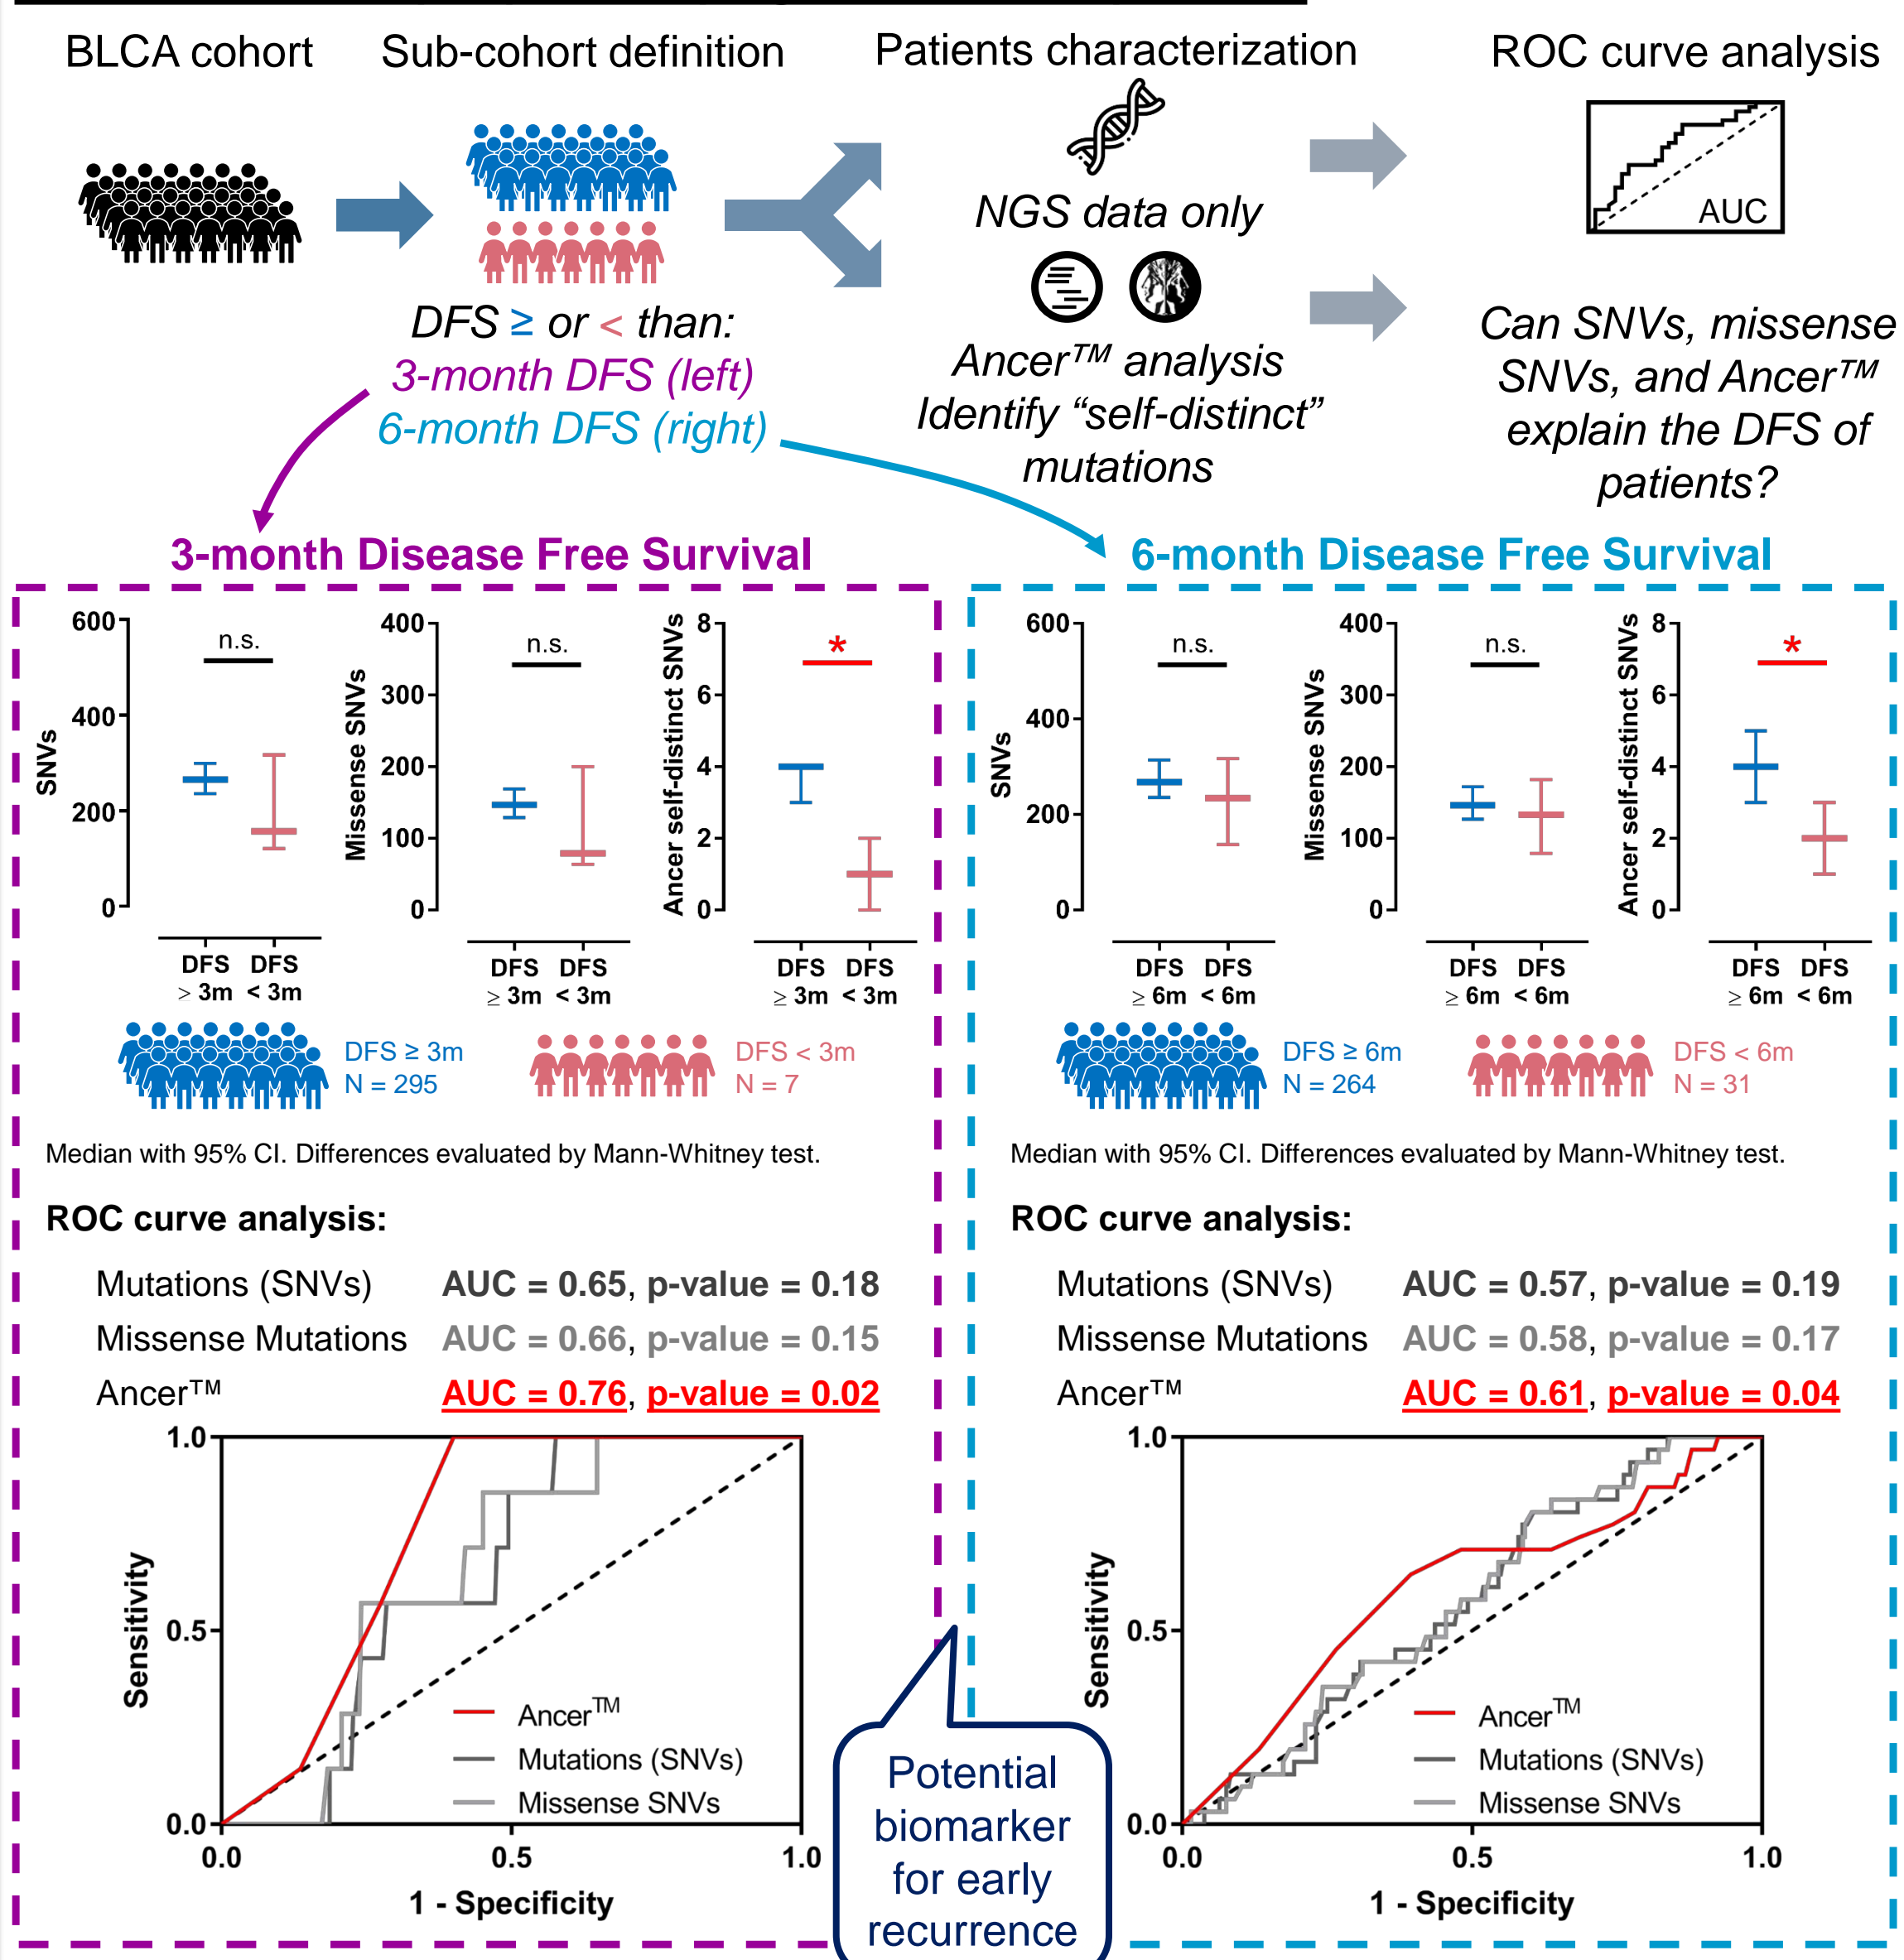 BLCA cohort
Sub-cohort definition
Patients characterization
ROC curve analysis
AUC
NGS data only
DFS ≥ or < than:
3-month DFS (left)
6-month DFS (right)
Ancer™ analysis
Identify “self-distinct”
mutations
Can SNVs, missense
SNVs, and Ancer™
explain the DFS of
patients?
3-month Disease Free Survival
SNVs
600
400
200
0
n.s.
DFS DFS
> 3m < 3m
Missense SNVs
400
300
200
100
0
n.s.
DFS DFS
≥ 3m < 3m
Ancer self-distinct SNVs
8
6
4
2
0
*
DFS DFS
≥ 3m < 3m
DFS ≥ 3m
N = 295
DFS < 3m
N = 7
Median with 95% CI. Differences evaluated by Mann-Whitney test.
ROC curve analysis:
Mutations (SNVs) AUC = 0.65, p-value = 0.18
Missense Mutations AUC = 0.66, p-value = 0.15
Ancer™ AUC = 0.76, p-value = 0.02
Sensitivity
1.0
0.5
0.0
Ancer™
Mutations (SNVs)
Missense SNVs
0.0 0.5 1.0
1 - Specificity
6-month Disease Free Survival
SNVs
600
400
200
0
n.s.
DFS DFS
≥ 6m < 6m
Missense SNVs
400
300
200
100
0
n.s.
DFS DFS
≥ 6m < 6m
Ancer self-distinct SNVs
8
6
4
2
0
*
DFS DFS
≥ 6m < 6m
DFS ≥ 6m
N = 264
DFS < 6m
N = 31
Median with 95% CI. Differences evaluated by Mann-Whitney test.
ROC curve analysis:
Mutations (SNVs) AUC = 0.57, p-value = 0.19
Missense Mutations AUC = 0.58, p-value = 0.17
Ancer™ AUC = 0.61, p-value = 0.04
Sensitivity
1.0
0.5
0.0
Ancer™
Mutations (SNVs)
Missense SNVs
0.0 0.5 1.0
1 - Specificity
Potential
biomarker
for early
recurrence